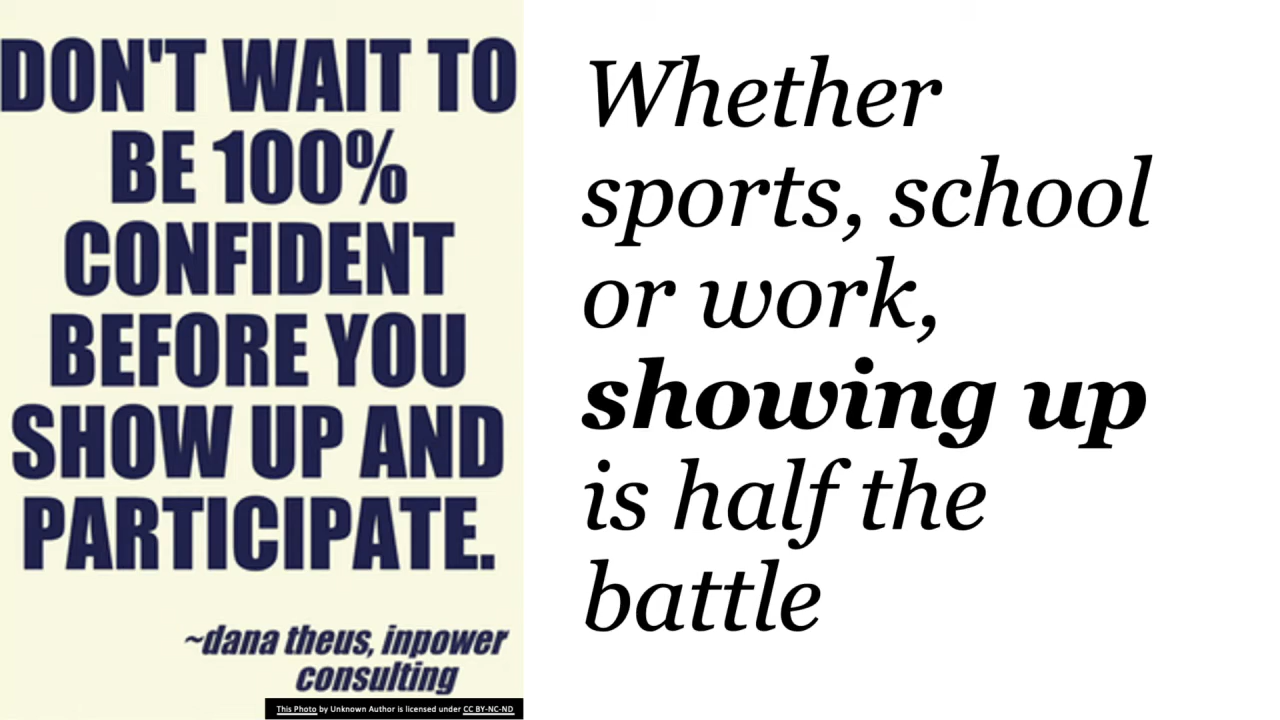 DON'T WAIT TO
BE 100%
CONFIDENT
BEFORE YOU
SHOW UP AND
PARTICIPATE.
~dana theus, inpower
consulting
This Photo by Unknown Author is licensed under CC BY-NC-ND
Whether
sports, school
or work,
showing up
is half the
battle